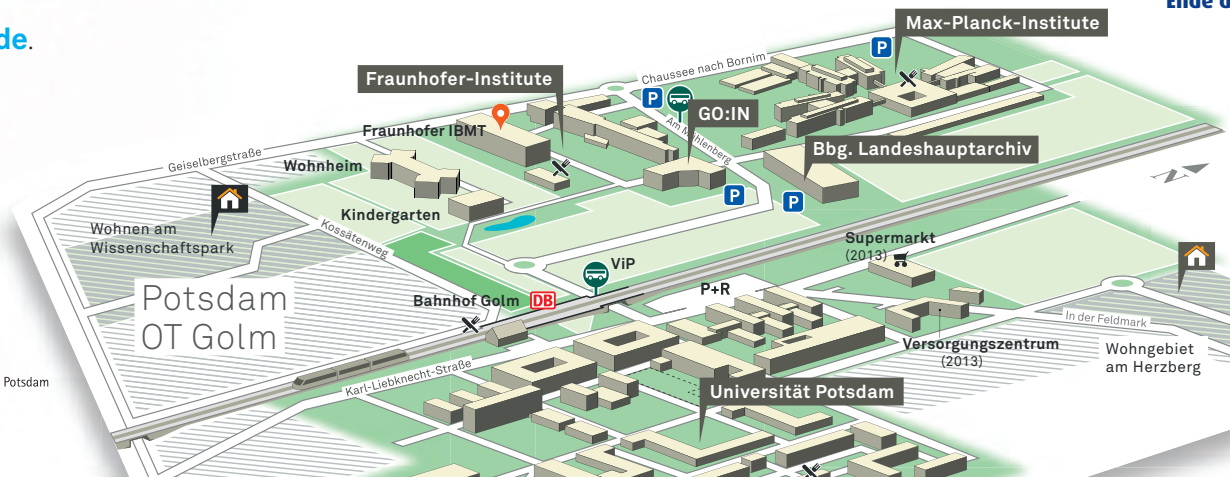 Ende d
de.
Max-Planck-Institute
P
Chaussee nach Bornim
Fraunhofer-Institute
P
GO:IN
Fraunhofer IBMT
Am Mühlenberg
Bbg. Landeshauptarchiv
Geiselbergstraße
Wohnheim
P
P
Kindergarten
N
Wohnen am
Wissenschaftspark
Kossätenweg
Supermarkt
(2013)
ViP
Potsdam
OT Golm
Bahnhof Golm DB
P+R
In der Feldmark
Versorgungszentrum
(2013)
Wohngebiet
am Herzberg
Potsdam
Karl-Liebknecht-Straße
Universität Potsdam